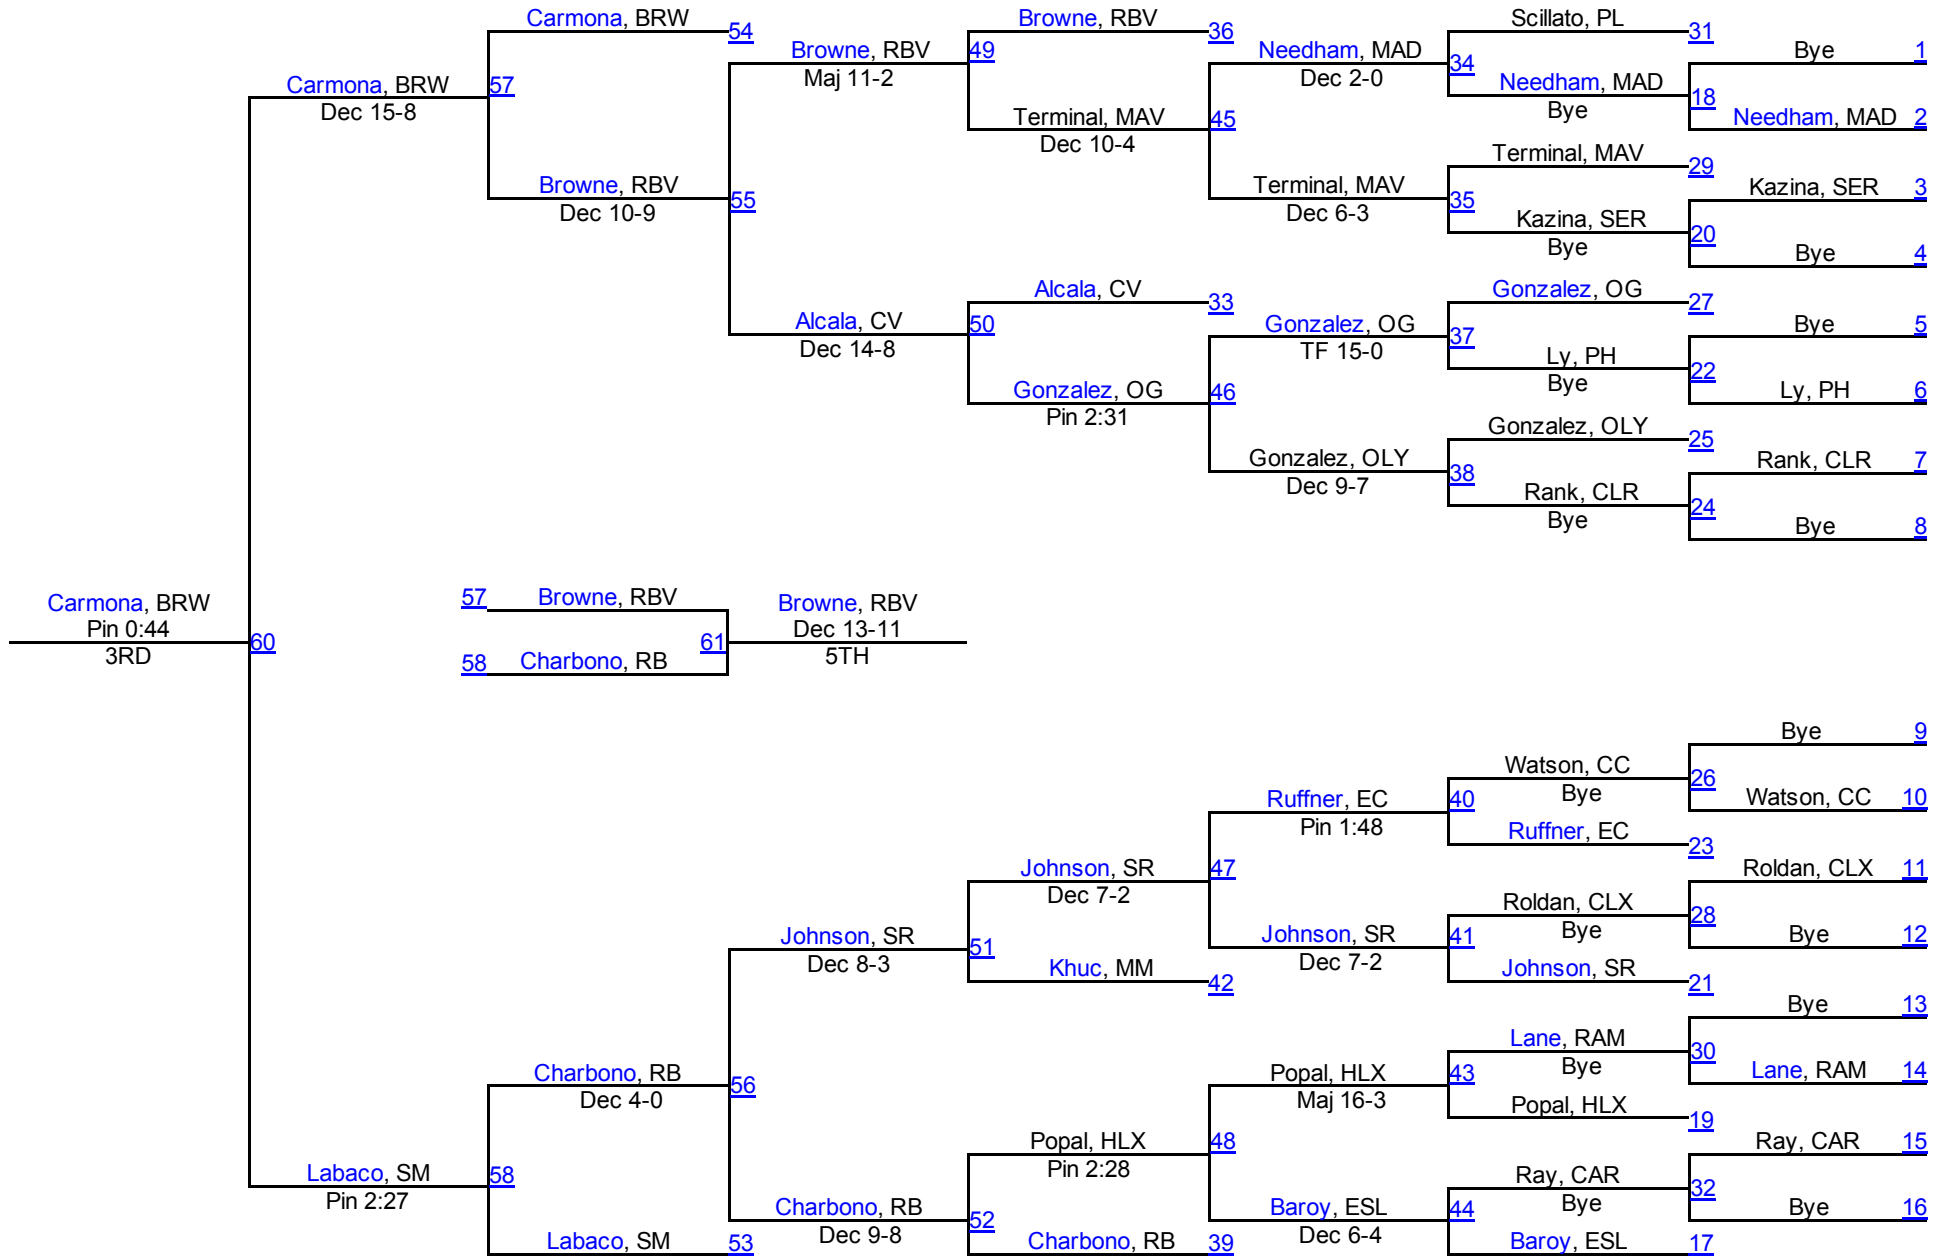 Carmona, BRW
54
Browne, RBV
36
Scillato, PL
31
Bye
1
Browne, RBV
Maj 11-2
49
Needham, MAD
Dec 2-0
34
Needham, MAD
Bye
18
Needham, MAD
2
Carmona, BRW
Dec 15-8
57
Terminal, MAV
Dec 10-4
45
Terminal, MAV
29
Kazina, SER
3
Browne, RBV
Dec 10-9
55
Terminal, MAV
Dec 6-3
35
Kazina, SER
Bye
20
Bye
4
Alcala, CV
33
Gonzalez, OG
27
Bye
5
Alcala, CV
Dec 14-8
50
Gonzalez, OG
TF 15-0
37
Ly, PH
Bye
22
Ly, PH
6
Gonzalez, OG
Pin 2:31
46
Gonzalez, OLY
25
Rank, CLR
7
Gonzalez, OLY
Dec 9-7
38
Rank, CLR
Bye
24
Bye
8
Carmona, BRW
Pin 0:44
3RD
60
57
Browne, RBV
58
Charbono, RB
61
Browne, RBV
Dec 13-11
5TH
Bye
9
Watson, CC
Bye
26
Watson, CC
10
Ruffner, EC
Pin 1:48
40
Ruffner, EC
23
Roldan, CLX
11
Johnson, SR
Dec 7-2
47
Roldan, CLX
Bye
28
Bye
12
Johnson, SR
Dec 8-3
51
Johnson, SR
Dec 7-2
41
Johnson, SR
21
Khuc, MM
42
Bye
13
Lane, RAM
Bye
30
Lane, RAM
14
Charbono, RB
Dec 4-0
56
Popal, HLX
Maj 16-3
43
Popal, HLX
19
Ray, CAR
15
Popal, HLX
Pin 2:28
48
Ray, CAR
Bye
32
Bye
16
Labaco, SM
Pin 2:27
58
Charbono, RB
Dec 9-8
52
Baroy, ESL
Dec 6-4
44
Labaco, SM
53
Charbono, RB
39
Baroy, ESL
17